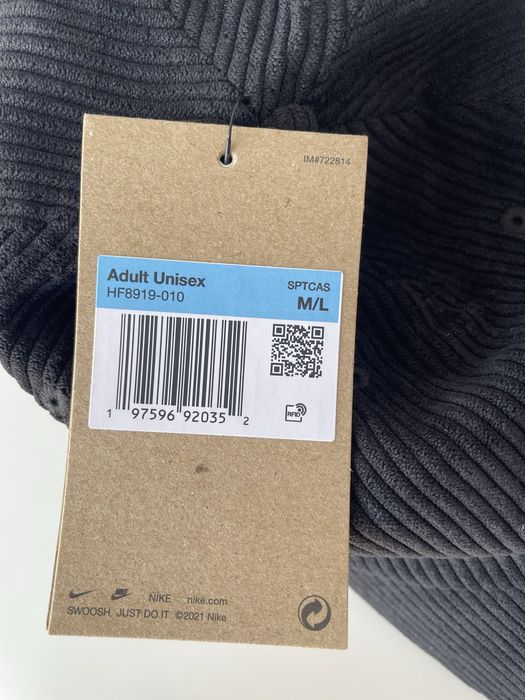 IM#722814
Adult Unisex
HF8919-010
SPTCAS
M/L
1 97596 92035 2
RFID
NIKE nike.com
SWOOSH, JUST DO IT ©2021 Nike